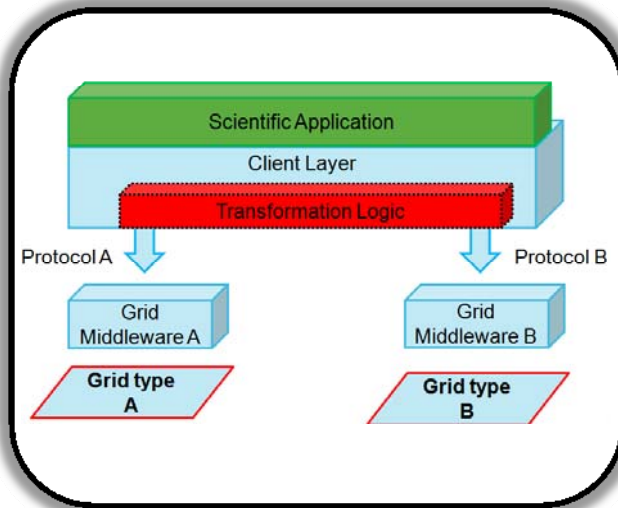 Scientific Application
Client Layer
Transformation Logic
Protocol A
Protocol B
Grid
Middleware A
Grid
Middleware B
Grid type
A
Grid type
B